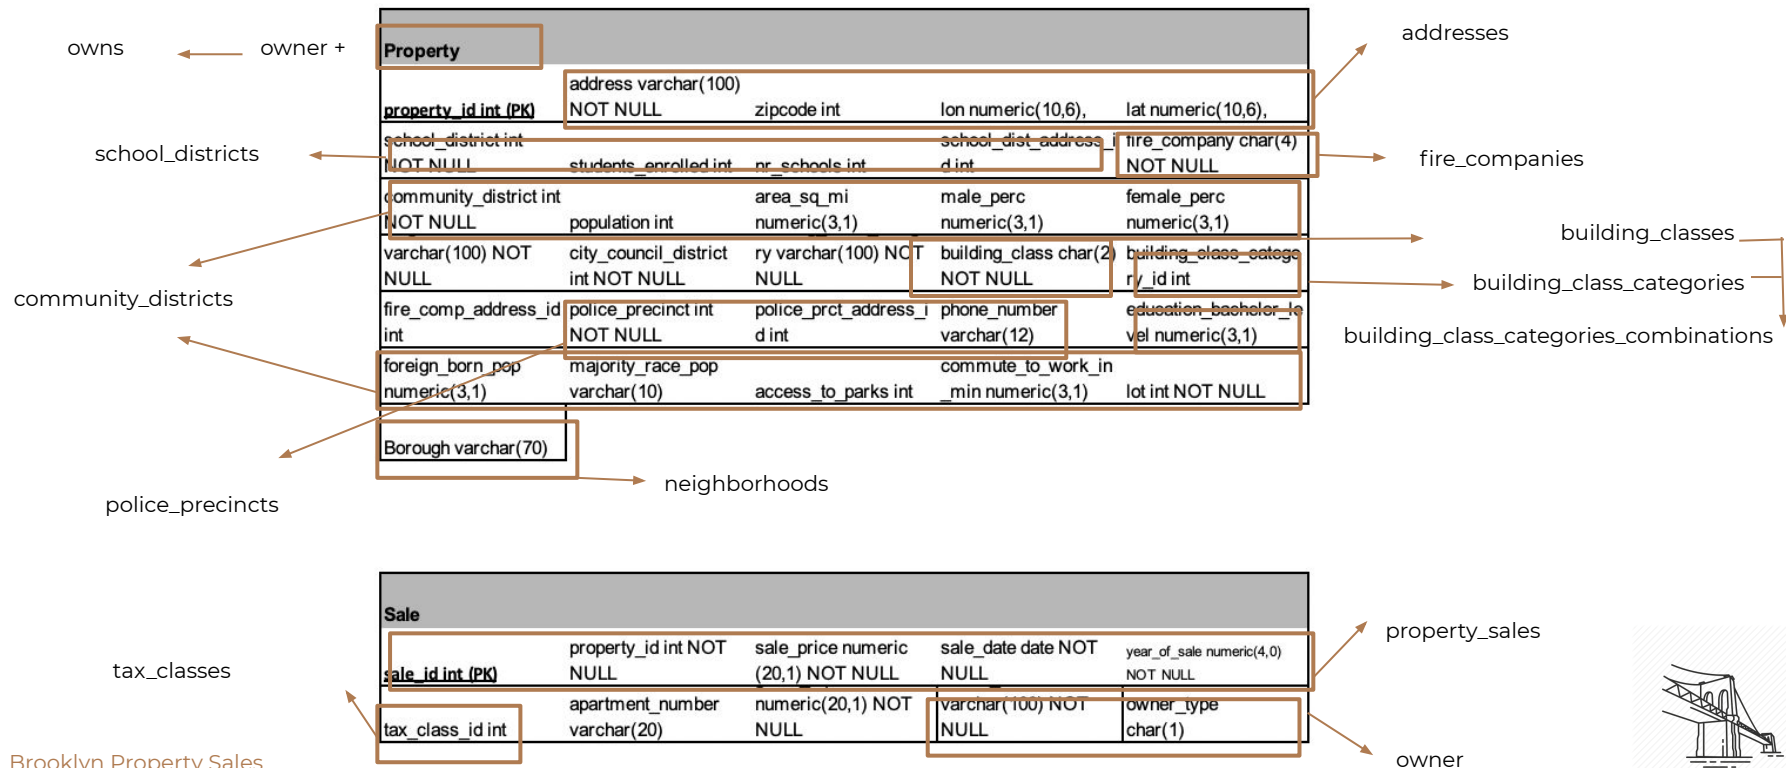 owns
owner +
Property
addresses
address varchar(100)
NOT NULL
property_id int (PK)
zipcode int
lon numeric(10,6),
lat numeric(10,6),
school_districts
school_district int
NOT NULL
students_enrolled int
nr_schools int
school_dist_address_i
d int
fire_company char(4)
NOT NULL
fire_companies
community_district int
NOT NULL
population int
area_sq_mi
numeric(3,1)
male_perc
numeric(3,1)
female_perc
numeric(3,1)
varchar(100) NOT
NULL
city_council_district
int NOT NULL
ry varchar(100) NOT
NULL
building_class char(2)
NOT NULL
building_class_catego
ry_id int
building_classes
building_class_categories
building_class_categories_combinations
community_districts
fire_comp_address_id
int
police_precinct int
NOT NULL
police_prct_address_i
d int
phone_number
varchar(12)
education_bachelor_le
vel numeric(3,1)
foreign_born_pop
numeric(3,1)
majority_race_pop
varchar(10)
access_to_parks int
commute_to_work_in
_min numeric(3,1)
lot int NOT NULL
Borough varchar(70)
neighborhoods
police_precincts
Sale
property_sales
sale_id int (PK)
property_id int NOT
NULL
sale_price numeric
(20,1) NOT NULL
sale_date date NOT
NULL
year_of_sale numeric(4,0)
NOT NULL
tax_classes
tax_class_id int
apartment_number
varchar(20)
numeric(20,1) NOT
NULL
varchar(100) NOT
NULL
owner_type
char(1)
owner
Brooklyn Property Sales